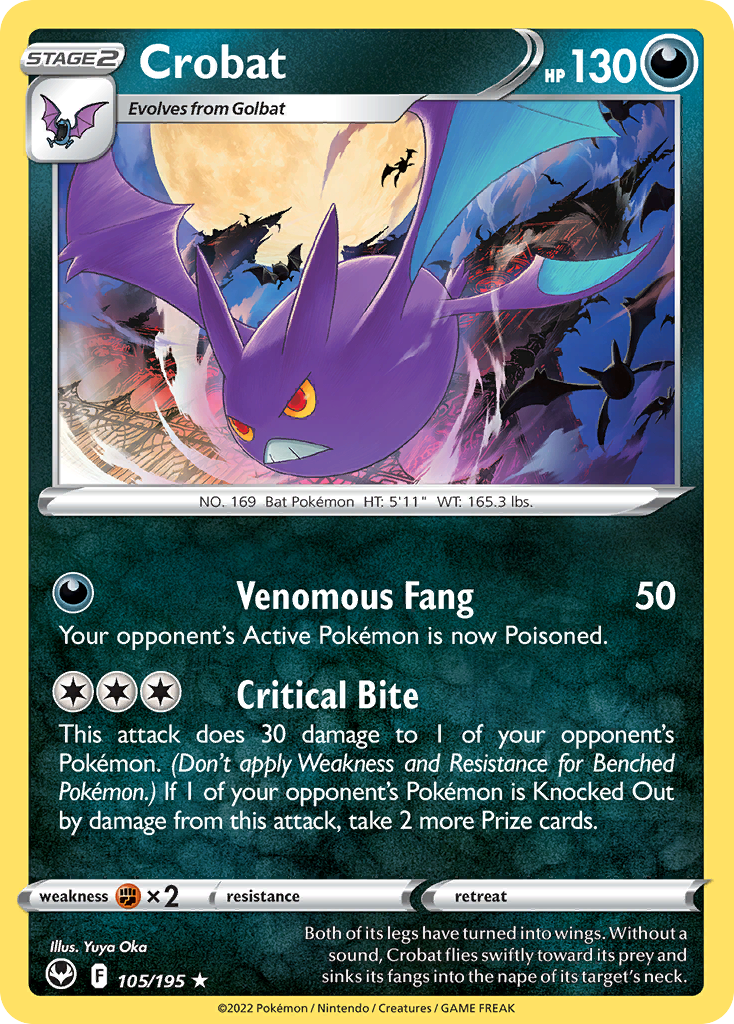 STAGE2
Crobat
HP 130
Evolves from Golbat
NO. 169 Bat Pokémon HT: 5'11" WT: 165.3 lbs.
Venomous Fang 50
Your opponent's Active Pokémon is now Poisoned.
Critical Bite
This attack does 30 damage to 1 of your opponent's
Pokémon. (Don't apply Weakness and Resistance for Benched
Pokémon.) If 1 of your opponent's Pokémon is Knocked Out
by damage from this attack, take 2 more Prize cards.
weakness ×2 resistance retreat
Illus. Yuya Oka
Both of its legs have turned into wings. Without a
sound, Crobat flies swiftly toward its prey and
sinks its fangs into the nape of its target's neck.
F 105/195 ★
©2022 Pokémon / Nintendo / Creatures / GAME FREAK